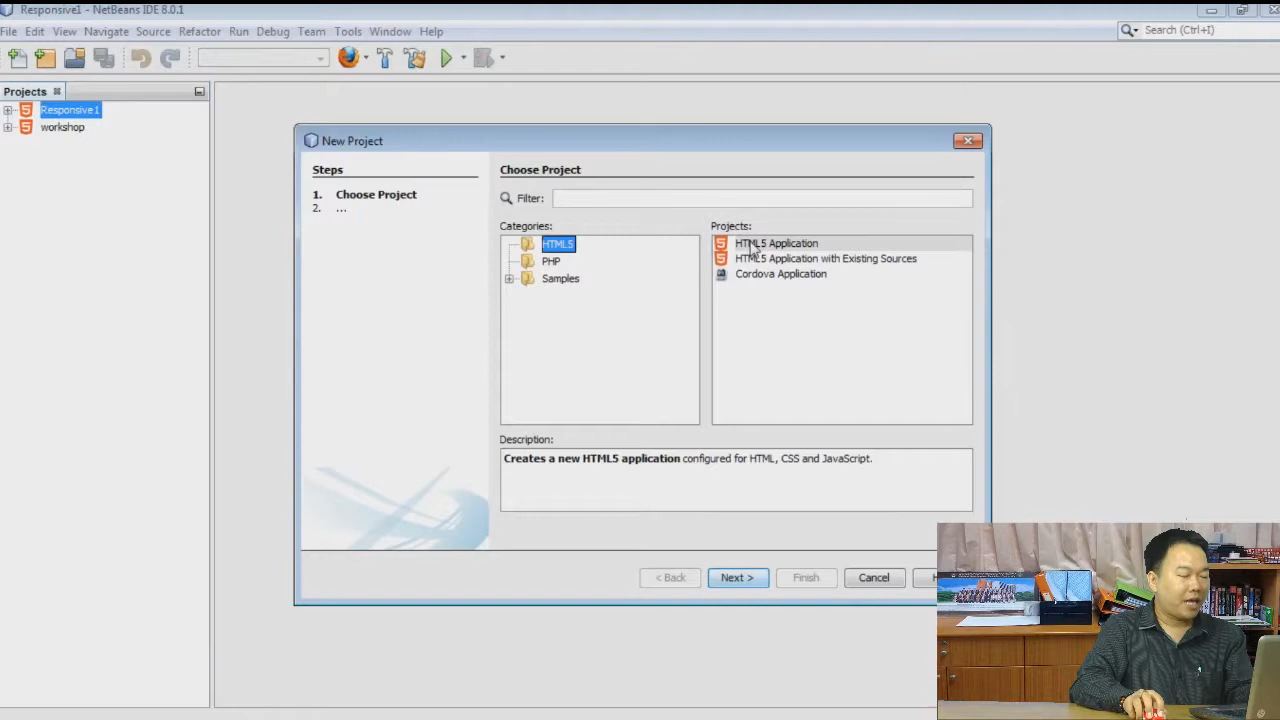 Responsive1 - NetBeans IDE 8.0.1
File Edit View Navigate Source Refactor Run Debug Team Tools Window Help
Search (Ctrl+I)
Projects
Responsive1
workshop
New Project
Steps
1. Choose Project
2. ...
Choose Project
Filter:
Categories:
HTML5
PHP
Samples
Projects:
HTML5 Application
HTML5 Application with Existing Sources
Cordova Application
Description:
Creates a new HTML5 application configured for HTML, CSS and JavaScript.
< Back
Next >
Finish
Cancel